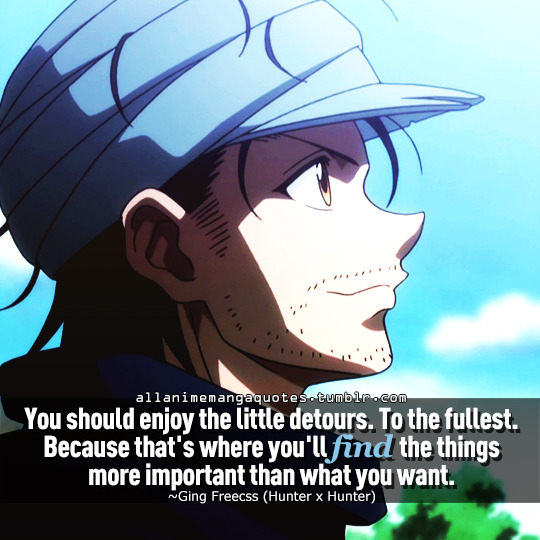 allanimemangaquotes.tumblr.com
You should enjoy the little detours. To the fullest.
Because that's where you'll find the things
more important than what you want.
~Ging Freecss (Hunter x Hunter)